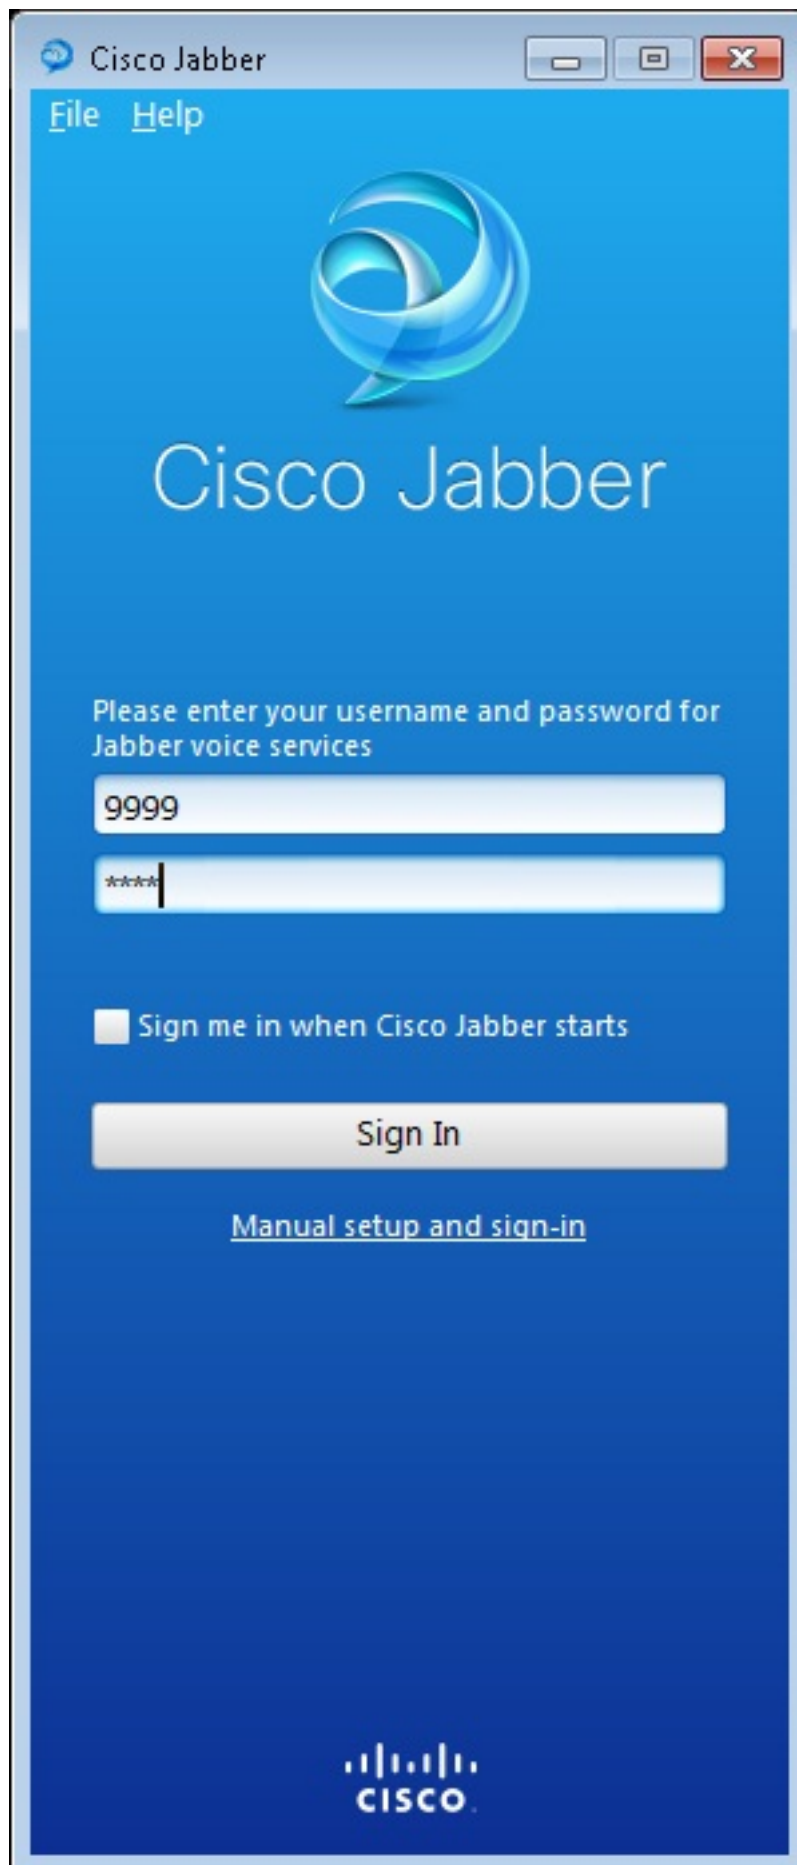 Cisco Jabber
File Help
Cisco Jabber
Please enter your username and password for
Jabber voice services
9999
****
Sign me in when Cisco Jabber starts
Sign In
Manual setup and sign-in
CISCO.